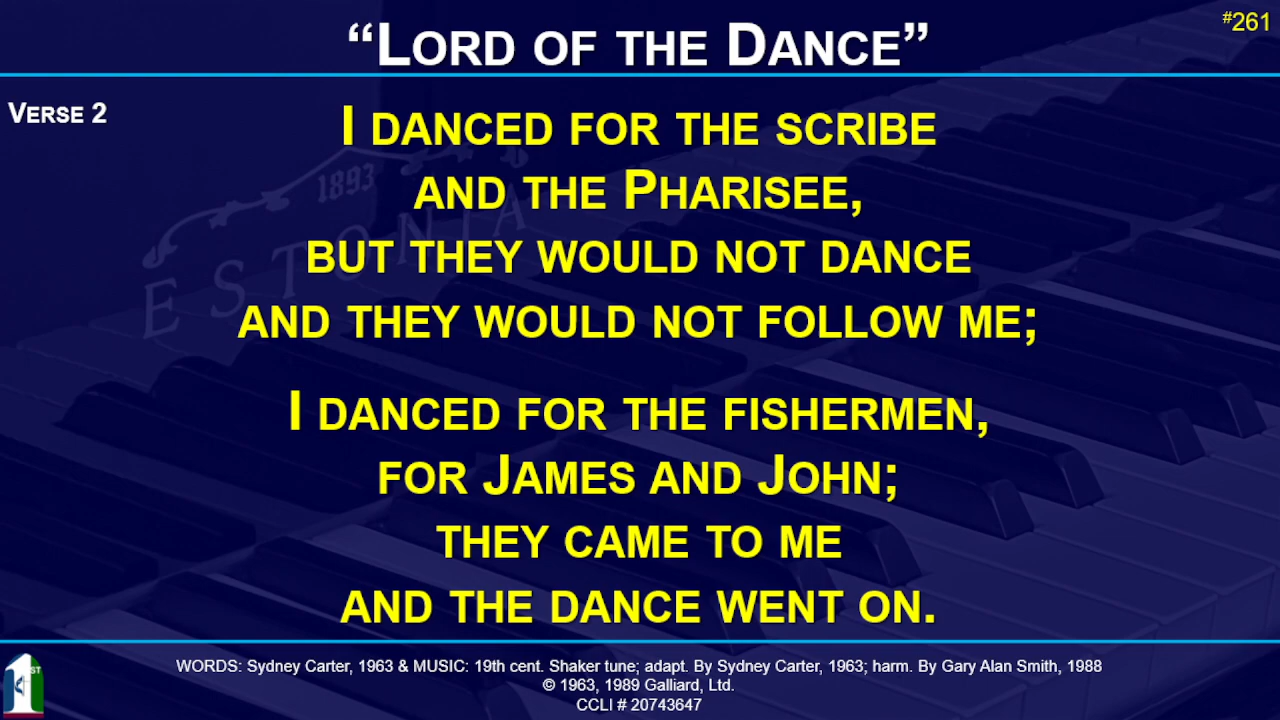 “LORD OF THE DANCE”
#261
VERSE 2
I DANCED FOR THE SCRIBE
AND THE PHARISEE,
BUT THEY WOULD NOT DANCE
AND THEY WOULD NOT FOLLOW ME;
I DANCED FOR THE FISHERMEN,
FOR JAMES AND JOHN;
THEY CAME TO ME
AND THE DANCE WENT ON.
1893
ESTONIA
1ST
WORDS: Sydney Carter, 1963 & MUSIC: 19th cent. Shaker tune; adapt. By Sydney Carter, 1963; harm. By Gary Alan Smith, 1988
© 1963, 1989 Galliard, Ltd.
CCLI # 20743647